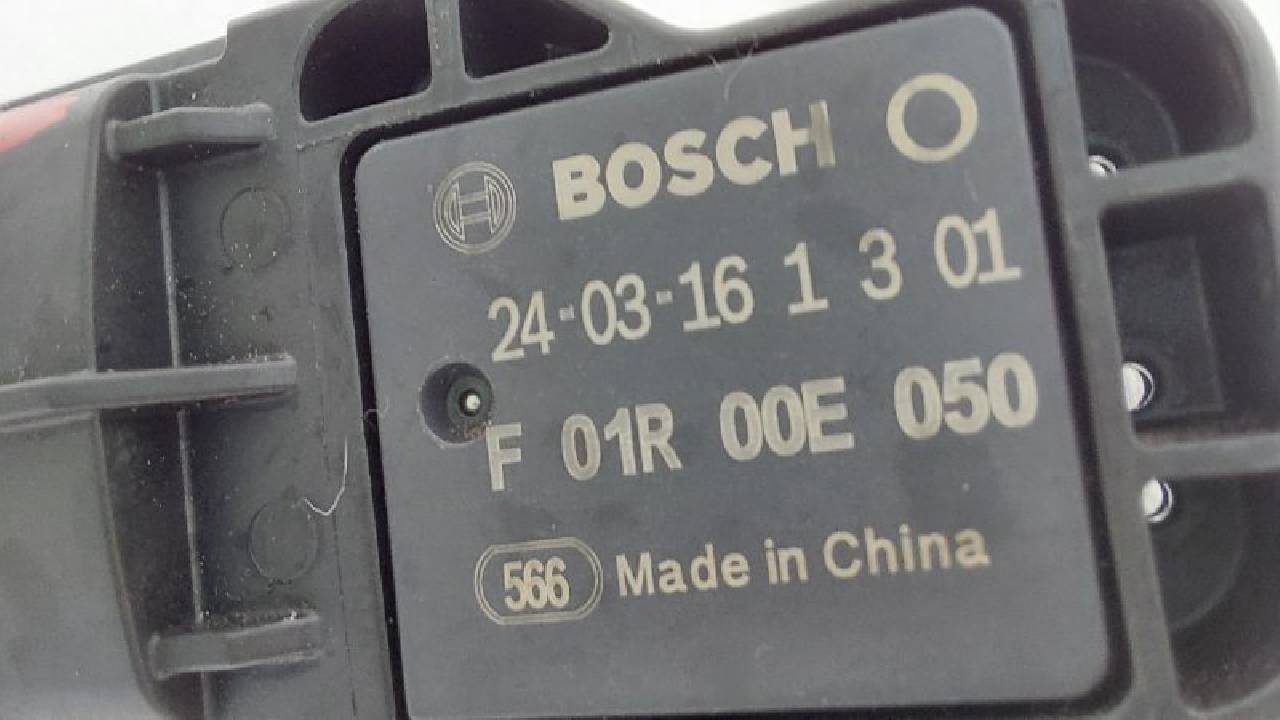 BOSCH
24-03-16 1 3 01
F 01R 00E 050
566 Made in China